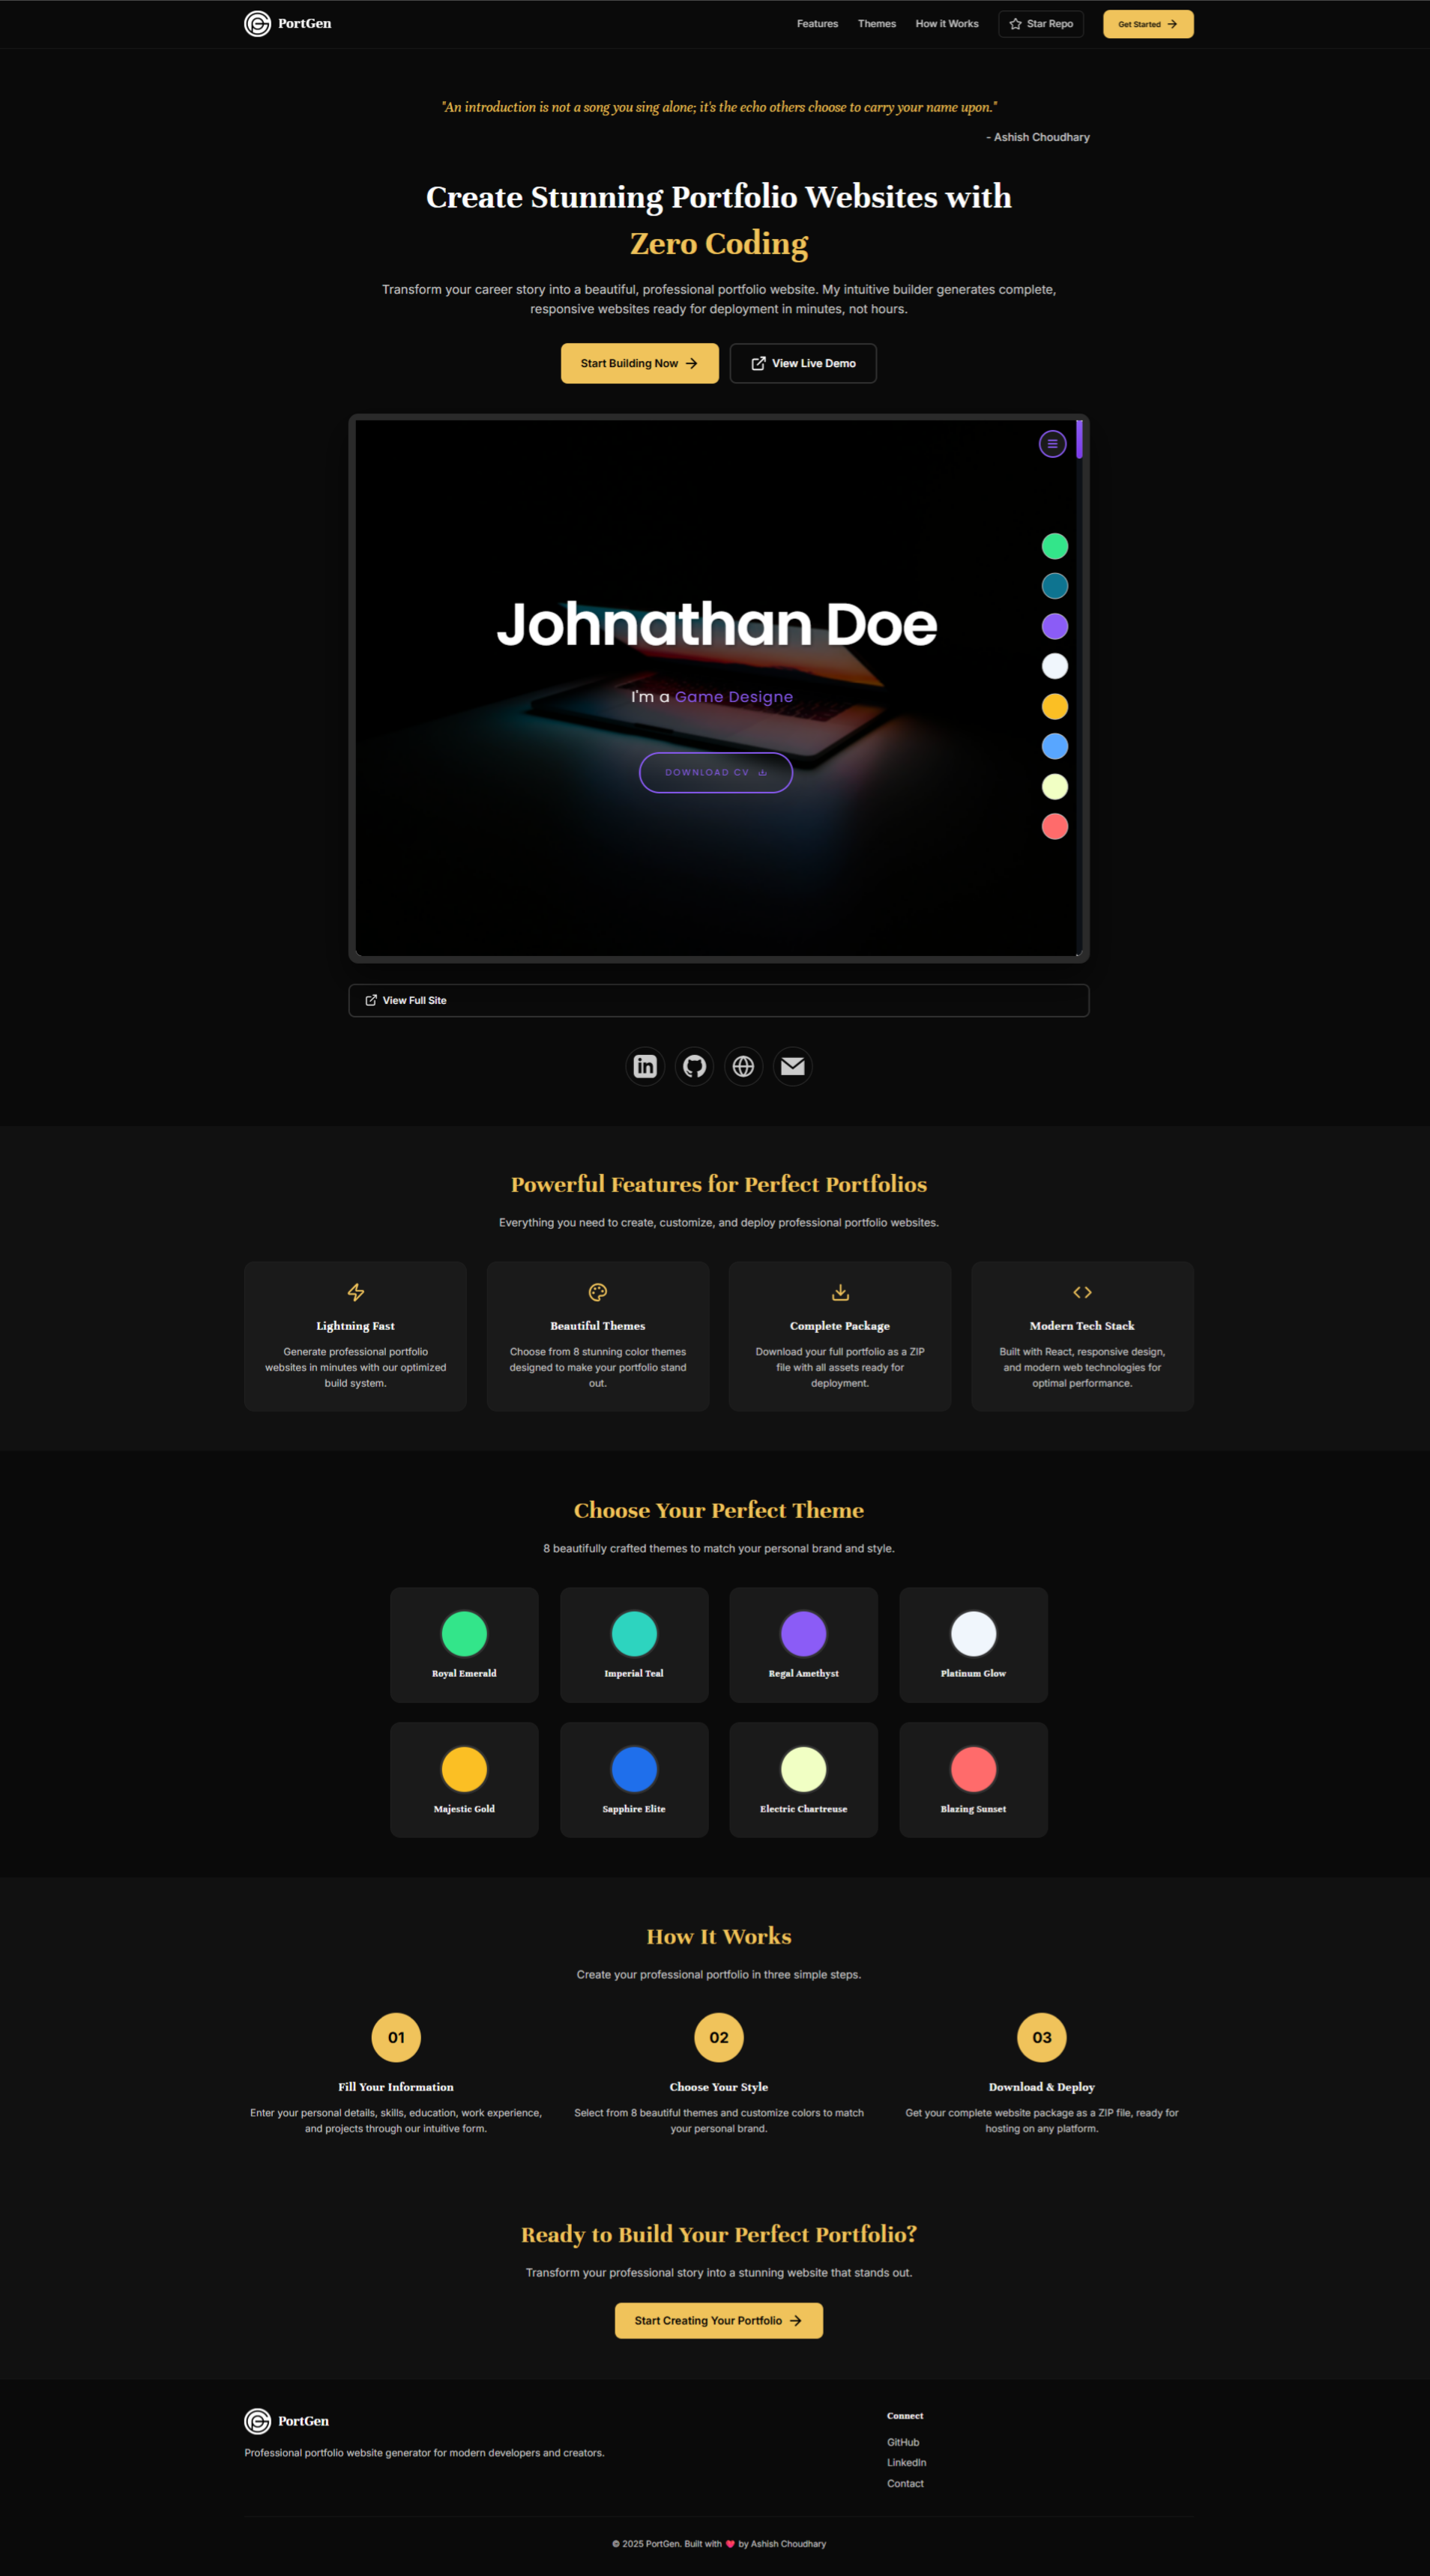 PortGen
Features
Themes
How it Works
Star Repo
Get Started
"An introduction is not a song you sing alone; it's the echo others choose to carry your name upon."
- Ashish Choudhary
Create Stunning Portfolio Websites with
Zero Coding
Transform your career story into a beautiful, professional portfolio website. My intuitive builder generates complete,
responsive websites ready for deployment in minutes, not hours.
Start Building Now
View Live Demo
Johnathan Doe
I'm a Game Designe
DOWNLOAD CV
View Full Site
Powerful Features for Perfect Portfolios
Everything you need to create, customize, and deploy professional portfolio websites.
Lightning Fast
Generate professional portfolio
websites in minutes with our optimized
build system.
Beautiful Themes
Choose from 8 stunning color themes
designed to make your portfolio stand
out.
Complete Package
Download your full portfolio as a ZIP
file with all assets ready for
deployment.
Modern Tech Stack
Built with React, responsive design,
and modern web technologies for
optimal performance.
Choose Your Perfect Theme
8 beautifully crafted themes to match your personal brand and style.
Royal Emerald
Imperial Teal
Regal Amethyst
Platinum Glow
Majestic Gold
Sapphire Elite
Electric Chartreuse
Blazing Sunset
How It Works
Create your professional portfolio in three simple steps.
01
Fill Your Information
Enter your personal details, skills, education, work experience,
and projects through our intuitive form.
02
Choose Your Style
Select from 8 beautiful themes and customize colors to match
your personal brand.
03
Download & Deploy
Get your complete website package as a ZIP file, ready for
hosting on any platform.
Ready to Build Your Perfect Portfolio?
Transform your professional story into a stunning website that stands out.
Start Creating Your Portfolio
PortGen
Professional portfolio website generator for modern developers and creators.
Connect
GitHub
LinkedIn
Contact
© 2025 PortGen. Built with ❤️ by Ashish Choudhary